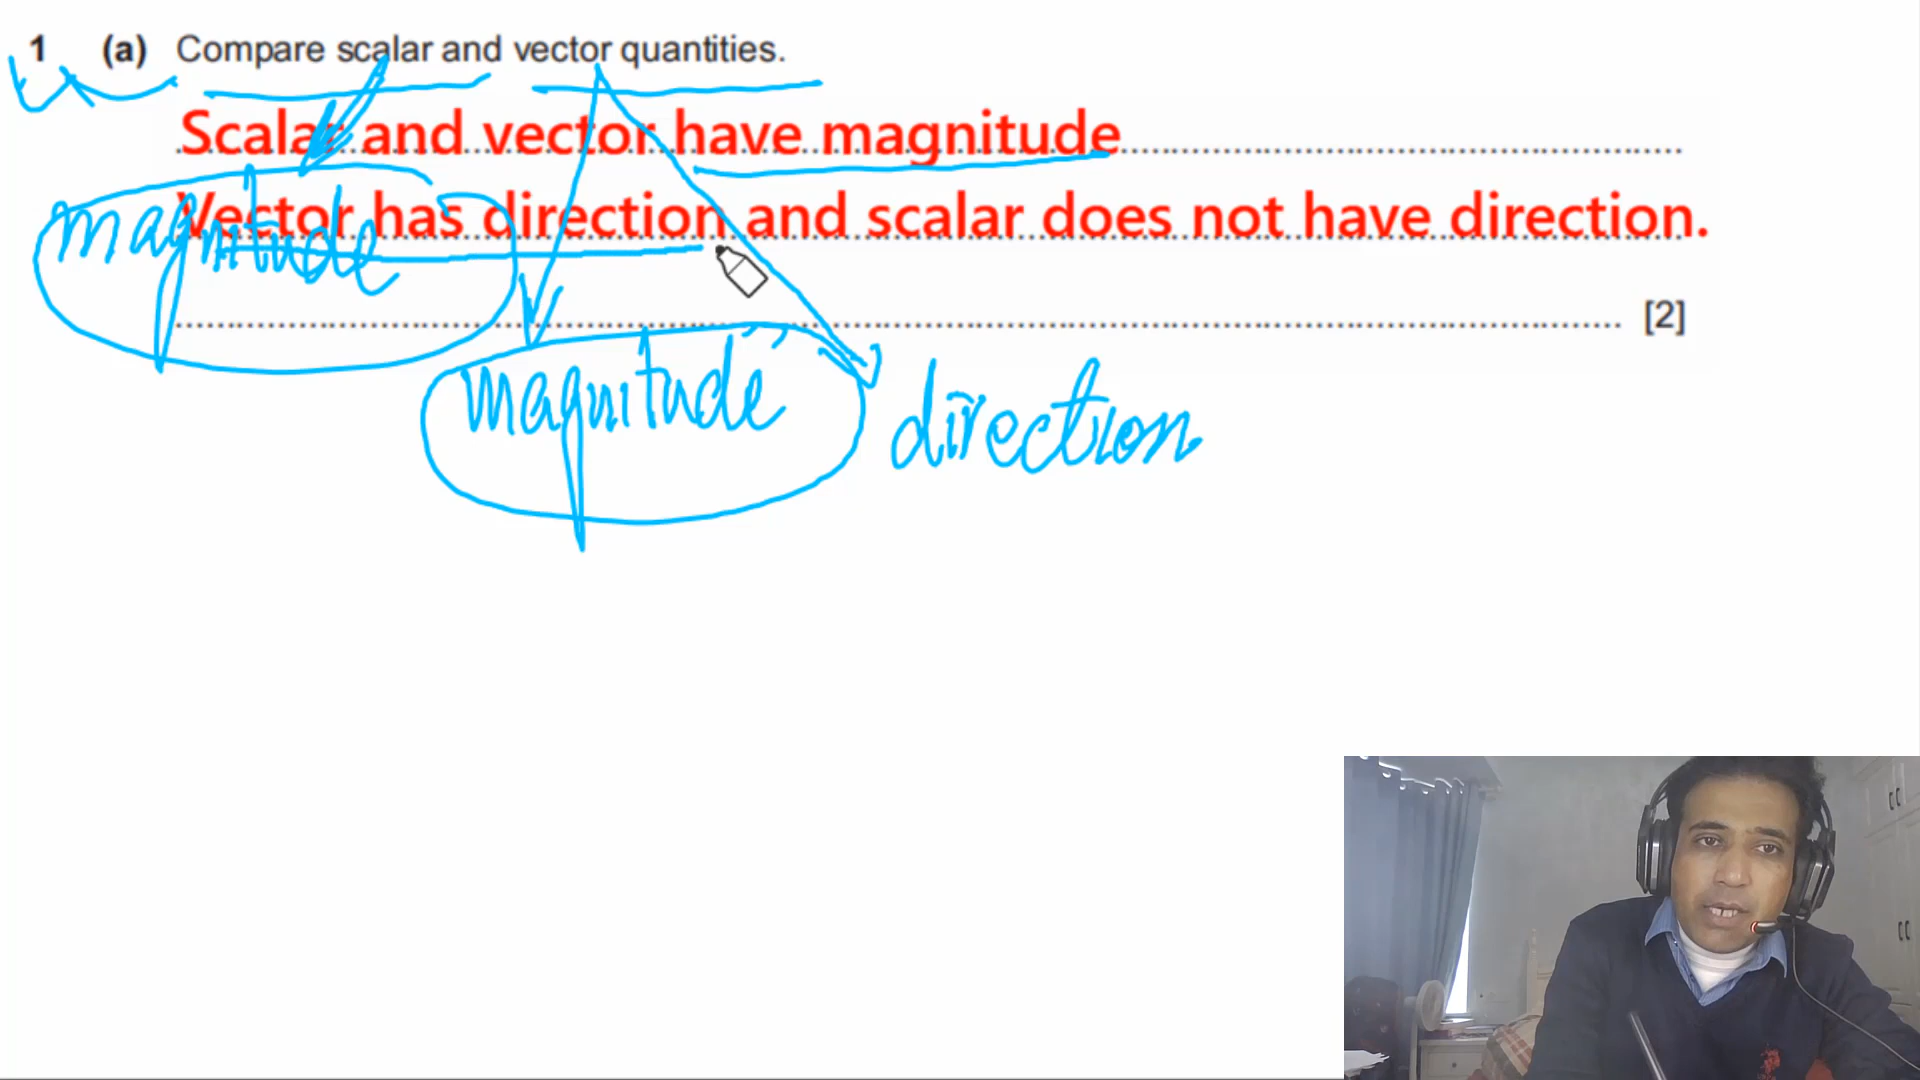 1 (a) Compare scalar and vector quantities.
Scalar and vector have magnitude
Vector has direction and scalar does not have direction.
magnitude
[2]
magnitude
direction